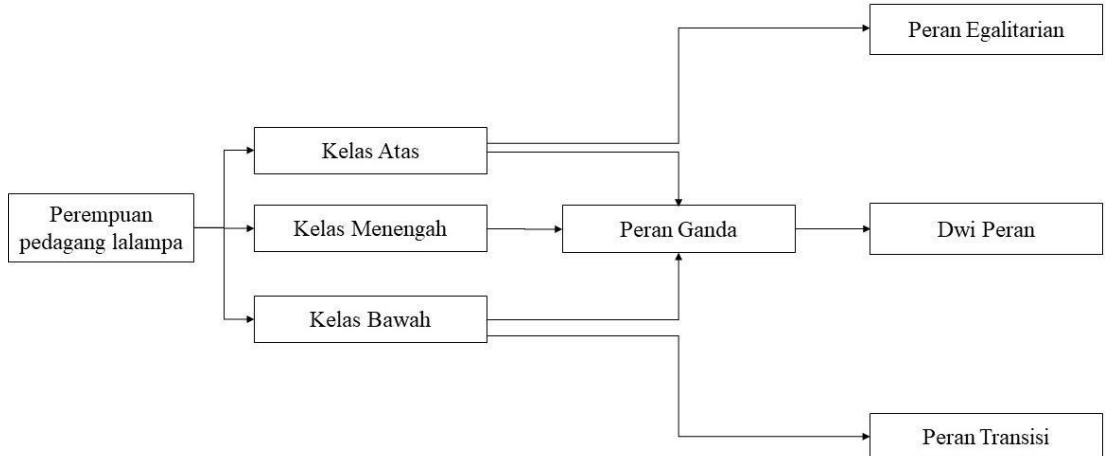 Peran Egalitarian
Kelas Atas
Perempuan
pedagang lalampa
Kelas Menengah
Peran Ganda
Dwi Peran
Kelas Bawah
Peran Transisi